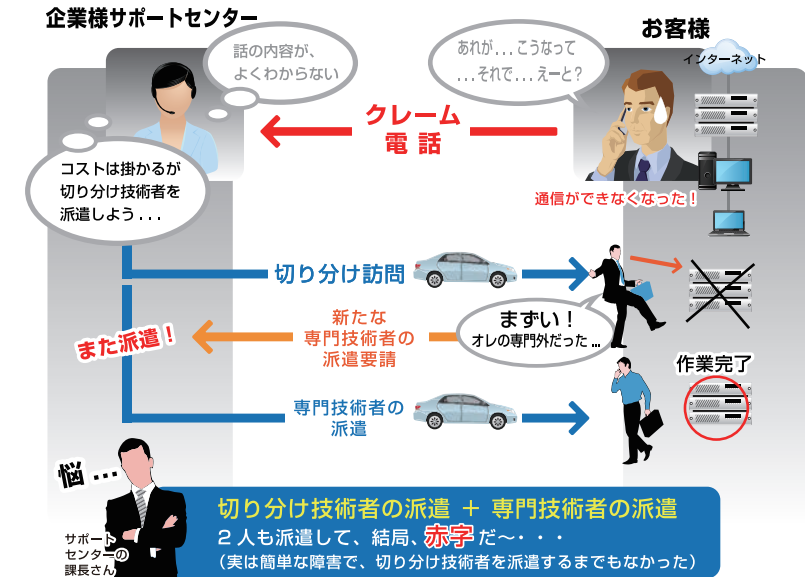 企業様サポートセンター
お客様
話の内容が、
よくわからない
あれが...こうなって
...それで...えーと?
インターネット
クレーム
電話
コストは掛かるが
切り分け技術者を
派遣しよう...
通信ができなくなった!
切り分け訪問
まずい!
オレの専門外だった...
新たな
専門技術者の
派遣要請
また派遣!
作業完了
専門技術者の
派遣
悩...
サポート
センターの
課長さん
切り分け技術者の派遣 + 専門技術者の派遣
2人も派遣して、結局、赤字だ~・・・
(実は簡単な障害で、切り分け技術者を派遣するまでもなかった)